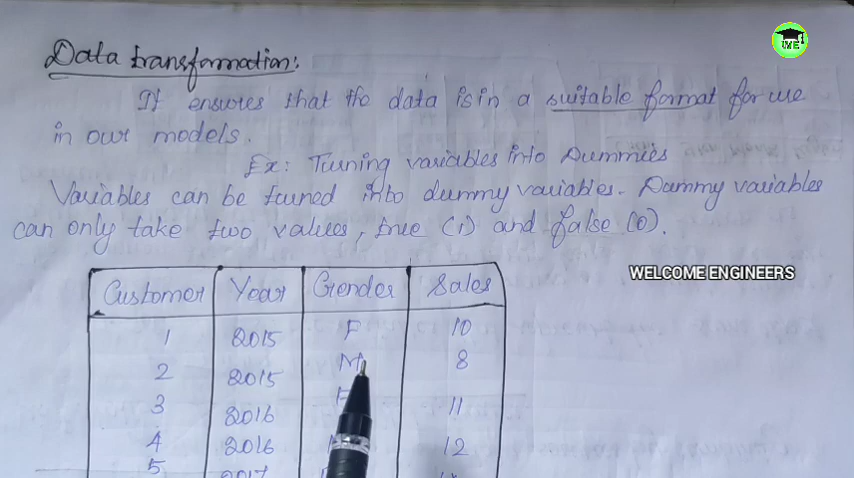 IME
Data transformation:
It ensures that the data is in a suitable format for use
in our models.
Ex: Turning variables into Dummies
Variables can be turned into dummy variables. Dummy variables
can only take two values, true (1) and false (0).
WELCOME ENGINEERS
Customer Year Gender Sales
1 2015 F 10
2 2015 M 8
3 2016 11
4 2016 12
5 2017